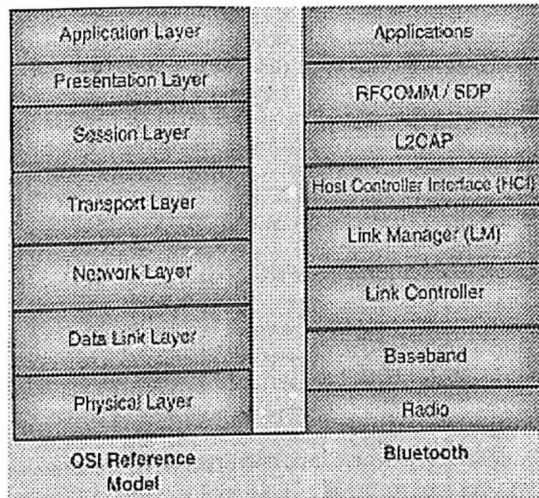 Application Layer
Presentation Layer
Session Layer
Transport Layer
Network Layer
Data Link Layer
Physical Layer
OSI Reference
Model
Applications
RFCOMM / SDP
L2CAP
Host Controller Interface (HCI)
Link Manager (LM)
Link Controller
Baseband
Radio
Bluetooth